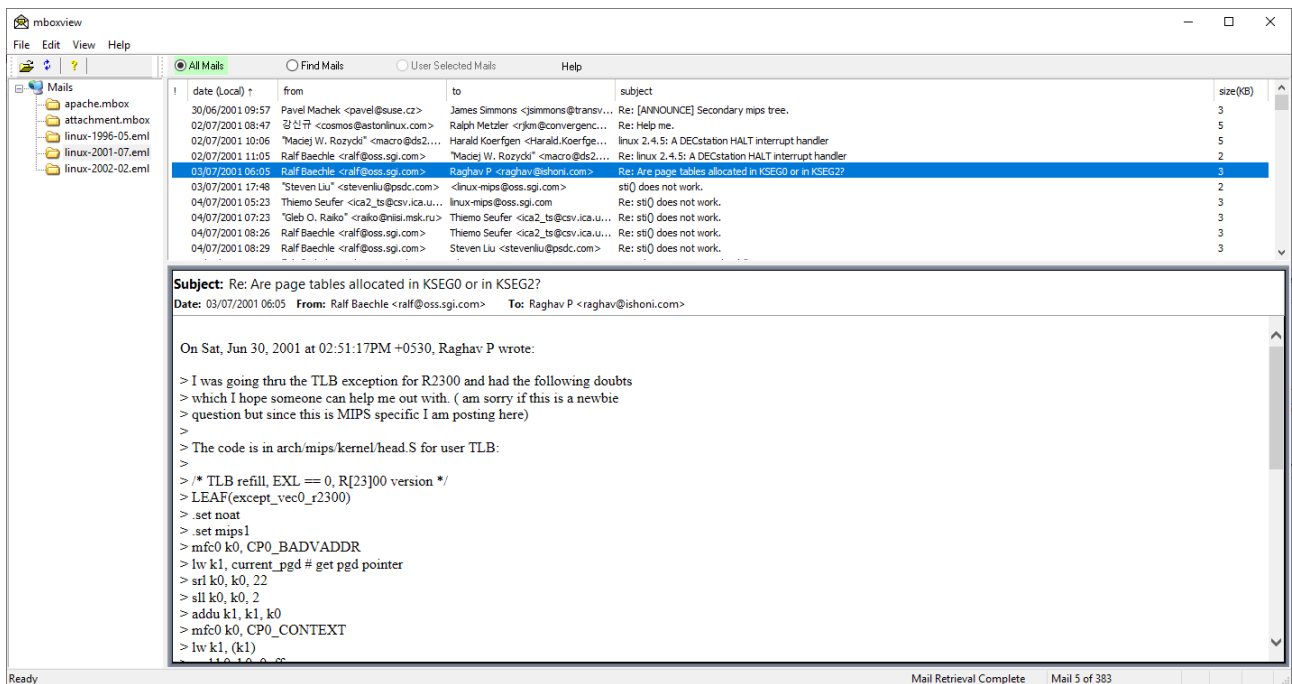 mboxview
File Edit View Help
? All Mails Find Mails User Selected Mails Help
Mails
apache.mbox
attachment.mbox
linux-1996-05.eml
linux-2001-07.eml
linux-2002-02.eml
! date (Local) ↑ from to subject size(KB)
30/06/2001 09:57 Pavel Machek <pavel@suse.cz> James Simmons <jsimmons@transv... Re: [ANNOUNCE] Secondary mips tree. 3
02/07/2001 08:47 강신규 <cosmos@astonlinux.com> Ralph Metzler <rjkm@convergenc... Re: Help me. 5
02/07/2001 10:06 "Maciej W. Rozycki" <macro@ds2.... Harald Koerfgen <Harald.Koerfge... linux 2.4.5: A DECstation HALT interrupt handler 5
02/07/2001 11:05 Ralf Baechle <ralf@oss.sgi.com> "Maciej W. Rozycki" <macro@ds2.... Re: linux 2.4.5: A DECstation HALT interrupt handler 2
03/07/2001 06:05 Ralf Baechle <ralf@oss.sgi.com> Raghav P <raghav@ishoni.com> Re: Are page tables allocated in KSEG0 or in KSEG2? 3
03/07/2001 17:48 "Steven Liu" <stevenliu@psdc.com> <linux-mips@oss.sgi.com> sti() does not work. 2
04/07/2001 05:23 Thiemo Seufer <ica2_ts@csv.ica.u... linux-mips@oss.sgi.com Re: sti() does not work. 3
04/07/2001 07:23 "Gleb O. Raiko" <raiko@niisi.msk.ru> Thiemo Seufer <ica2_ts@csv.ica.u... Re: sti() does not work. 3
04/07/2001 08:26 Ralf Baechle <ralf@oss.sgi.com> Thiemo Seufer <ica2_ts@csv.ica.u... Re: sti() does not work. 3
04/07/2001 08:29 Ralf Baechle <ralf@oss.sgi.com> Steven Liu <stevenliu@psdc.com> Re: sti() does not work. 3
Subject: Re: Are page tables allocated in KSEG0 or in KSEG2?
Date: 03/07/2001 06:05 From: Ralf Baechle <ralf@oss.sgi.com> To: Raghav P <raghav@ishoni.com>
On Sat, Jun 30, 2001 at 02:51:17PM +0530, Raghav P wrote:
> I was going thru the TLB exception for R2300 and had the following doubts
> which I hope someone can help me out with. ( am sorry if this is a newbie
> question but since this is MIPS specific I am posting here)
>
> The code is in arch/mips/kernel/head.S for user TLB:
>
> /* TLB refill, EXL == 0, R[23]00 version */
> LEAF(except_vec0_r2300)
> .set noat
> .set mips1
> mfc0 k0, CP0_BADVADDR
> lw k1, current_pgd # get pgd pointer
> srl k0, k0, 22
> sll k0, k0, 2
> addu k1, k1, k0
> mfc0 k0, CP0_CONTEXT
> lw k1, (k1)
Ready Mail Retrieval Complete Mail 5 of 383